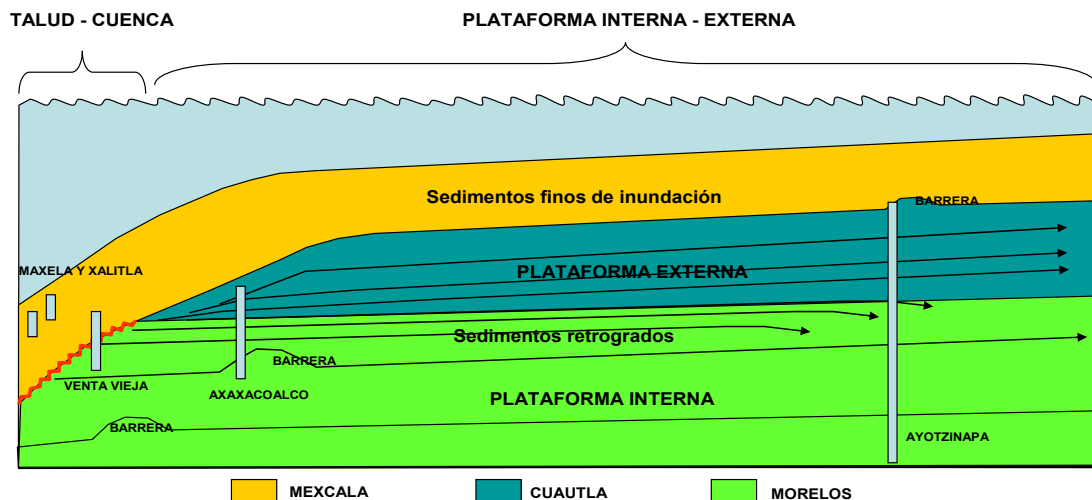 TALUD - CUENCA
PLATAFORMA INTERNA - EXTERNA
Sedimentos finos de inundación
BARRERA
MAXELA Y XALITLA
PLATAFORMA EXTERNA
Sedimentos retrogrados
BARRERA
VENTA VIEJA
AXAXACOALCO
PLATAFORMA INTERNA
BARRERA
AYOTZINAPA
MEXCALA
CUAUTLA
MORELOS